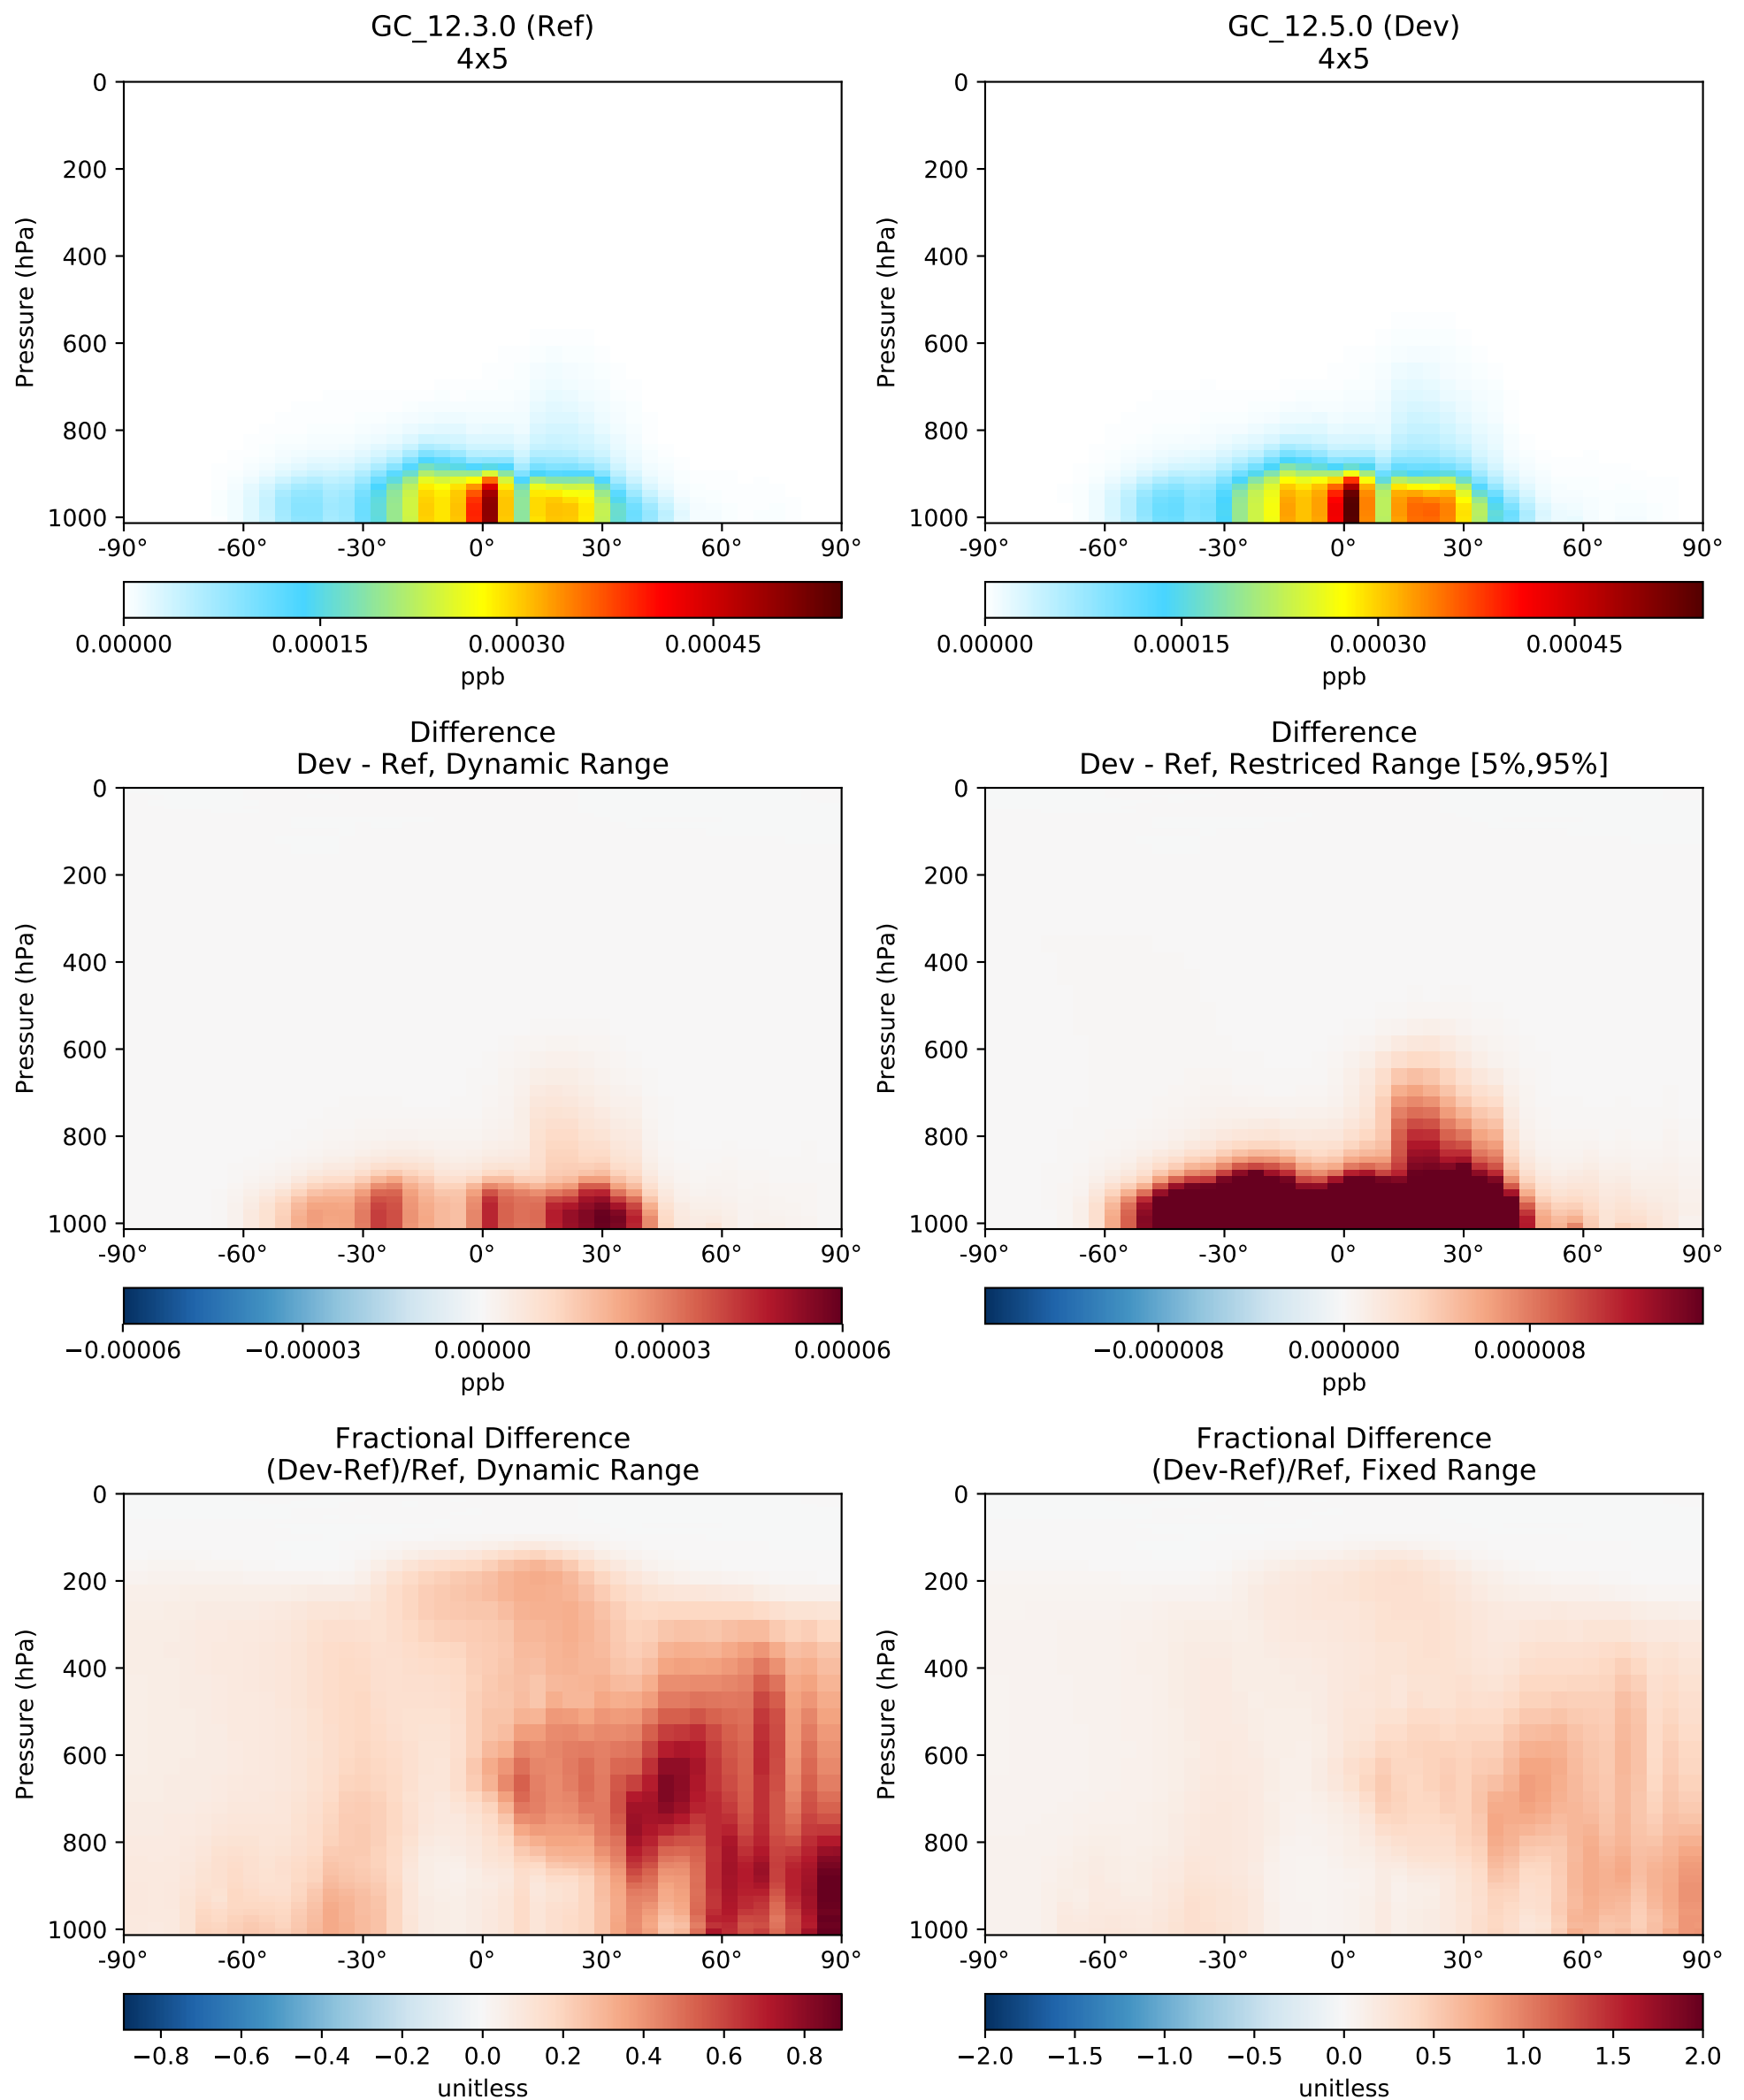 GC_12.3.0 (Ref)
4x5
GC_12.5.0 (Dev)
4x5
0
200
400
600
800
1000
Pressure (hPa)
-90° -60° -30° 0° 30° 60° 90°
0.00000 0.00015 0.00030 0.00045
ppb
0
200
400
600
800
1000
Pressure (hPa)
-90° -60° -30° 0° 30° 60° 90°
0.00000 0.00015 0.00030 0.00045
ppb
Difference
Dev - Ref, Dynamic Range
0
200
400
600
800
1000
Pressure (hPa)
-90° -60° -30° 0° 30° 60° 90°
−0.00006 −0.00003 0.00000 0.00003 0.00006
ppb
Difference
Dev - Ref, Restriced Range [5%,95%]
0
200
400
600
800
1000
Pressure (hPa)
-90° -60° -30° 0° 30° 60° 90°
−0.000008 0.000000 0.000008
ppb
Fractional Difference
(Dev-Ref)/Ref, Dynamic Range
0
200
400
600
800
1000
Pressure (hPa)
-90° -60° -30° 0° 30° 60° 90°
−0.8 −0.6 −0.4 −0.2 0.0 0.2 0.4 0.6 0.8
unitless
Fractional Difference
(Dev-Ref)/Ref, Fixed Range
0
200
400
600
800
1000
Pressure (hPa)
-90° -60° -30° 0° 30° 60° 90°
−2.0 −1.5 −1.0 −0.5 0.0 0.5 1.0 1.5 2.0
unitless